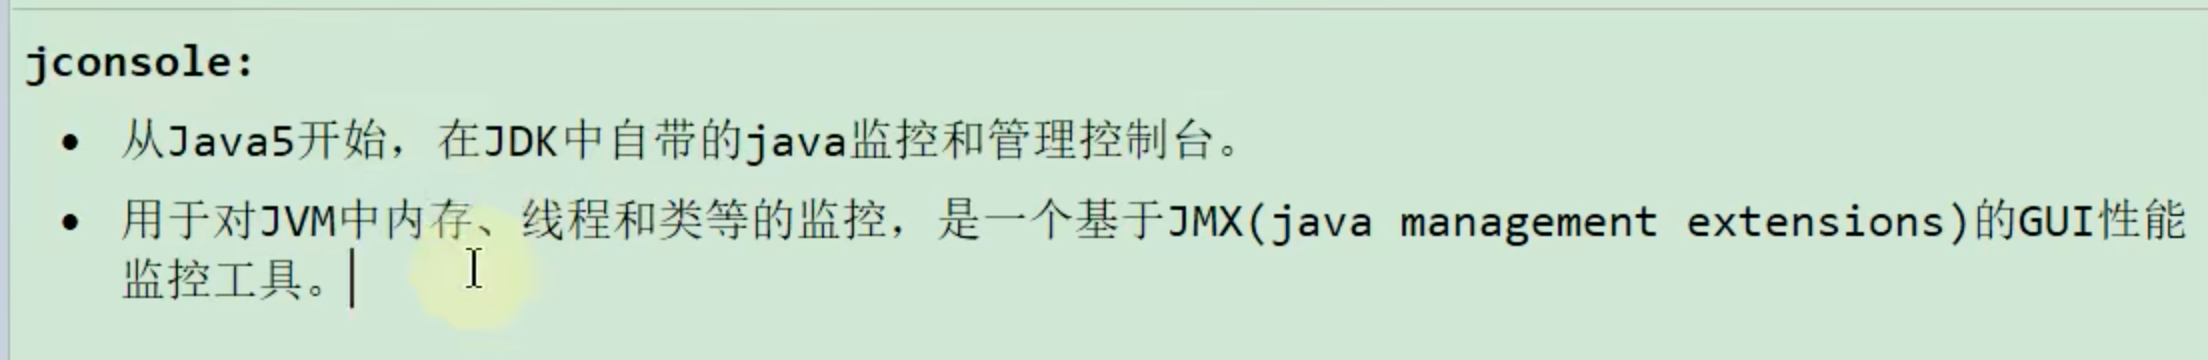 jconsole:
• 从Java5开始，在JDK中自带的java监控和管理控制台。
• 用于对JVM中内存、线程和类等的监控，是一个基于JMX(java management extensions)的GUI性能
监控工具。